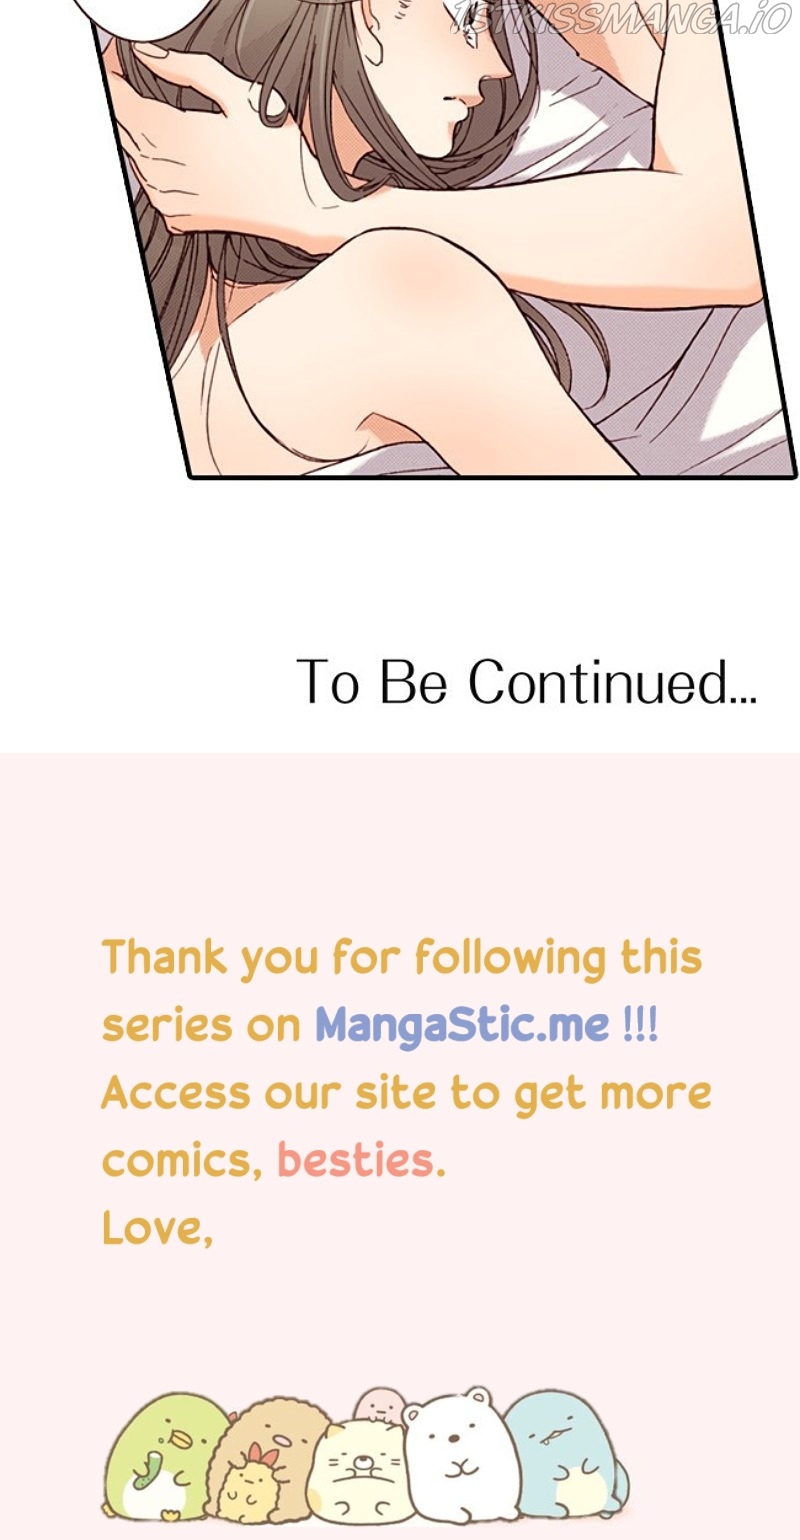 1STKISSMANGA.IO
To Be Continued...
Thank you for following this
series on MangaStic.me !!!
Access our site to get more
comics, besties.
Love,